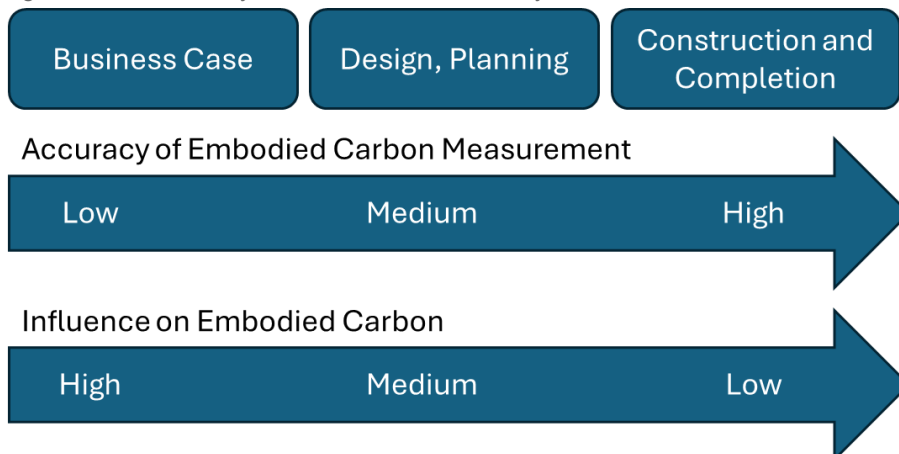 Business Case
Design, Planning
Construction and
Completion
Accuracy of Embodied Carbon Measurement
Low Medium High
Influence on Embodied Carbon
High Medium Low